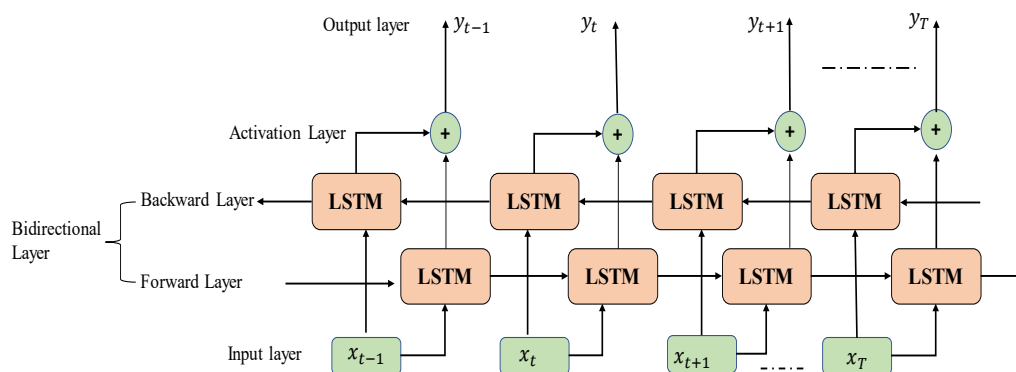 Output layer y_{t-1} y_t y_{t+1} y_T
Activation Layer + + + +
Backward Layer LSTM LSTM LSTM LSTM
Bidirectional
Layer
Forward Layer LSTM LSTM LSTM LSTM
Input layer x_{t-1} x_t x_{t+1} x_T